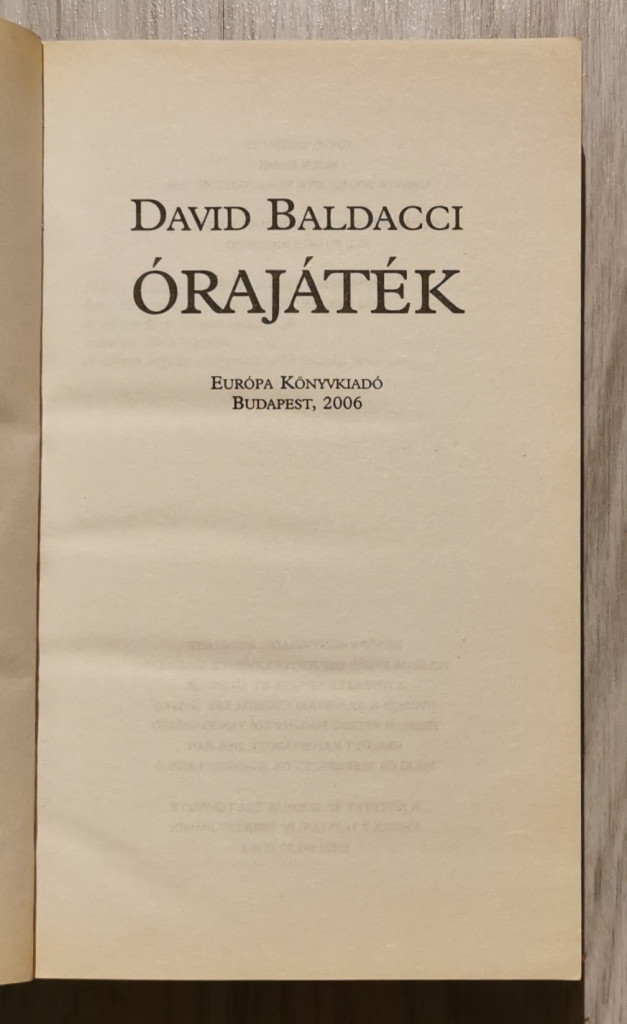 DAVID BALDACCI
ÓRAJÁTÉK
EURÓPA KÖNYVKIADÓ
BUDAPEST, 2006